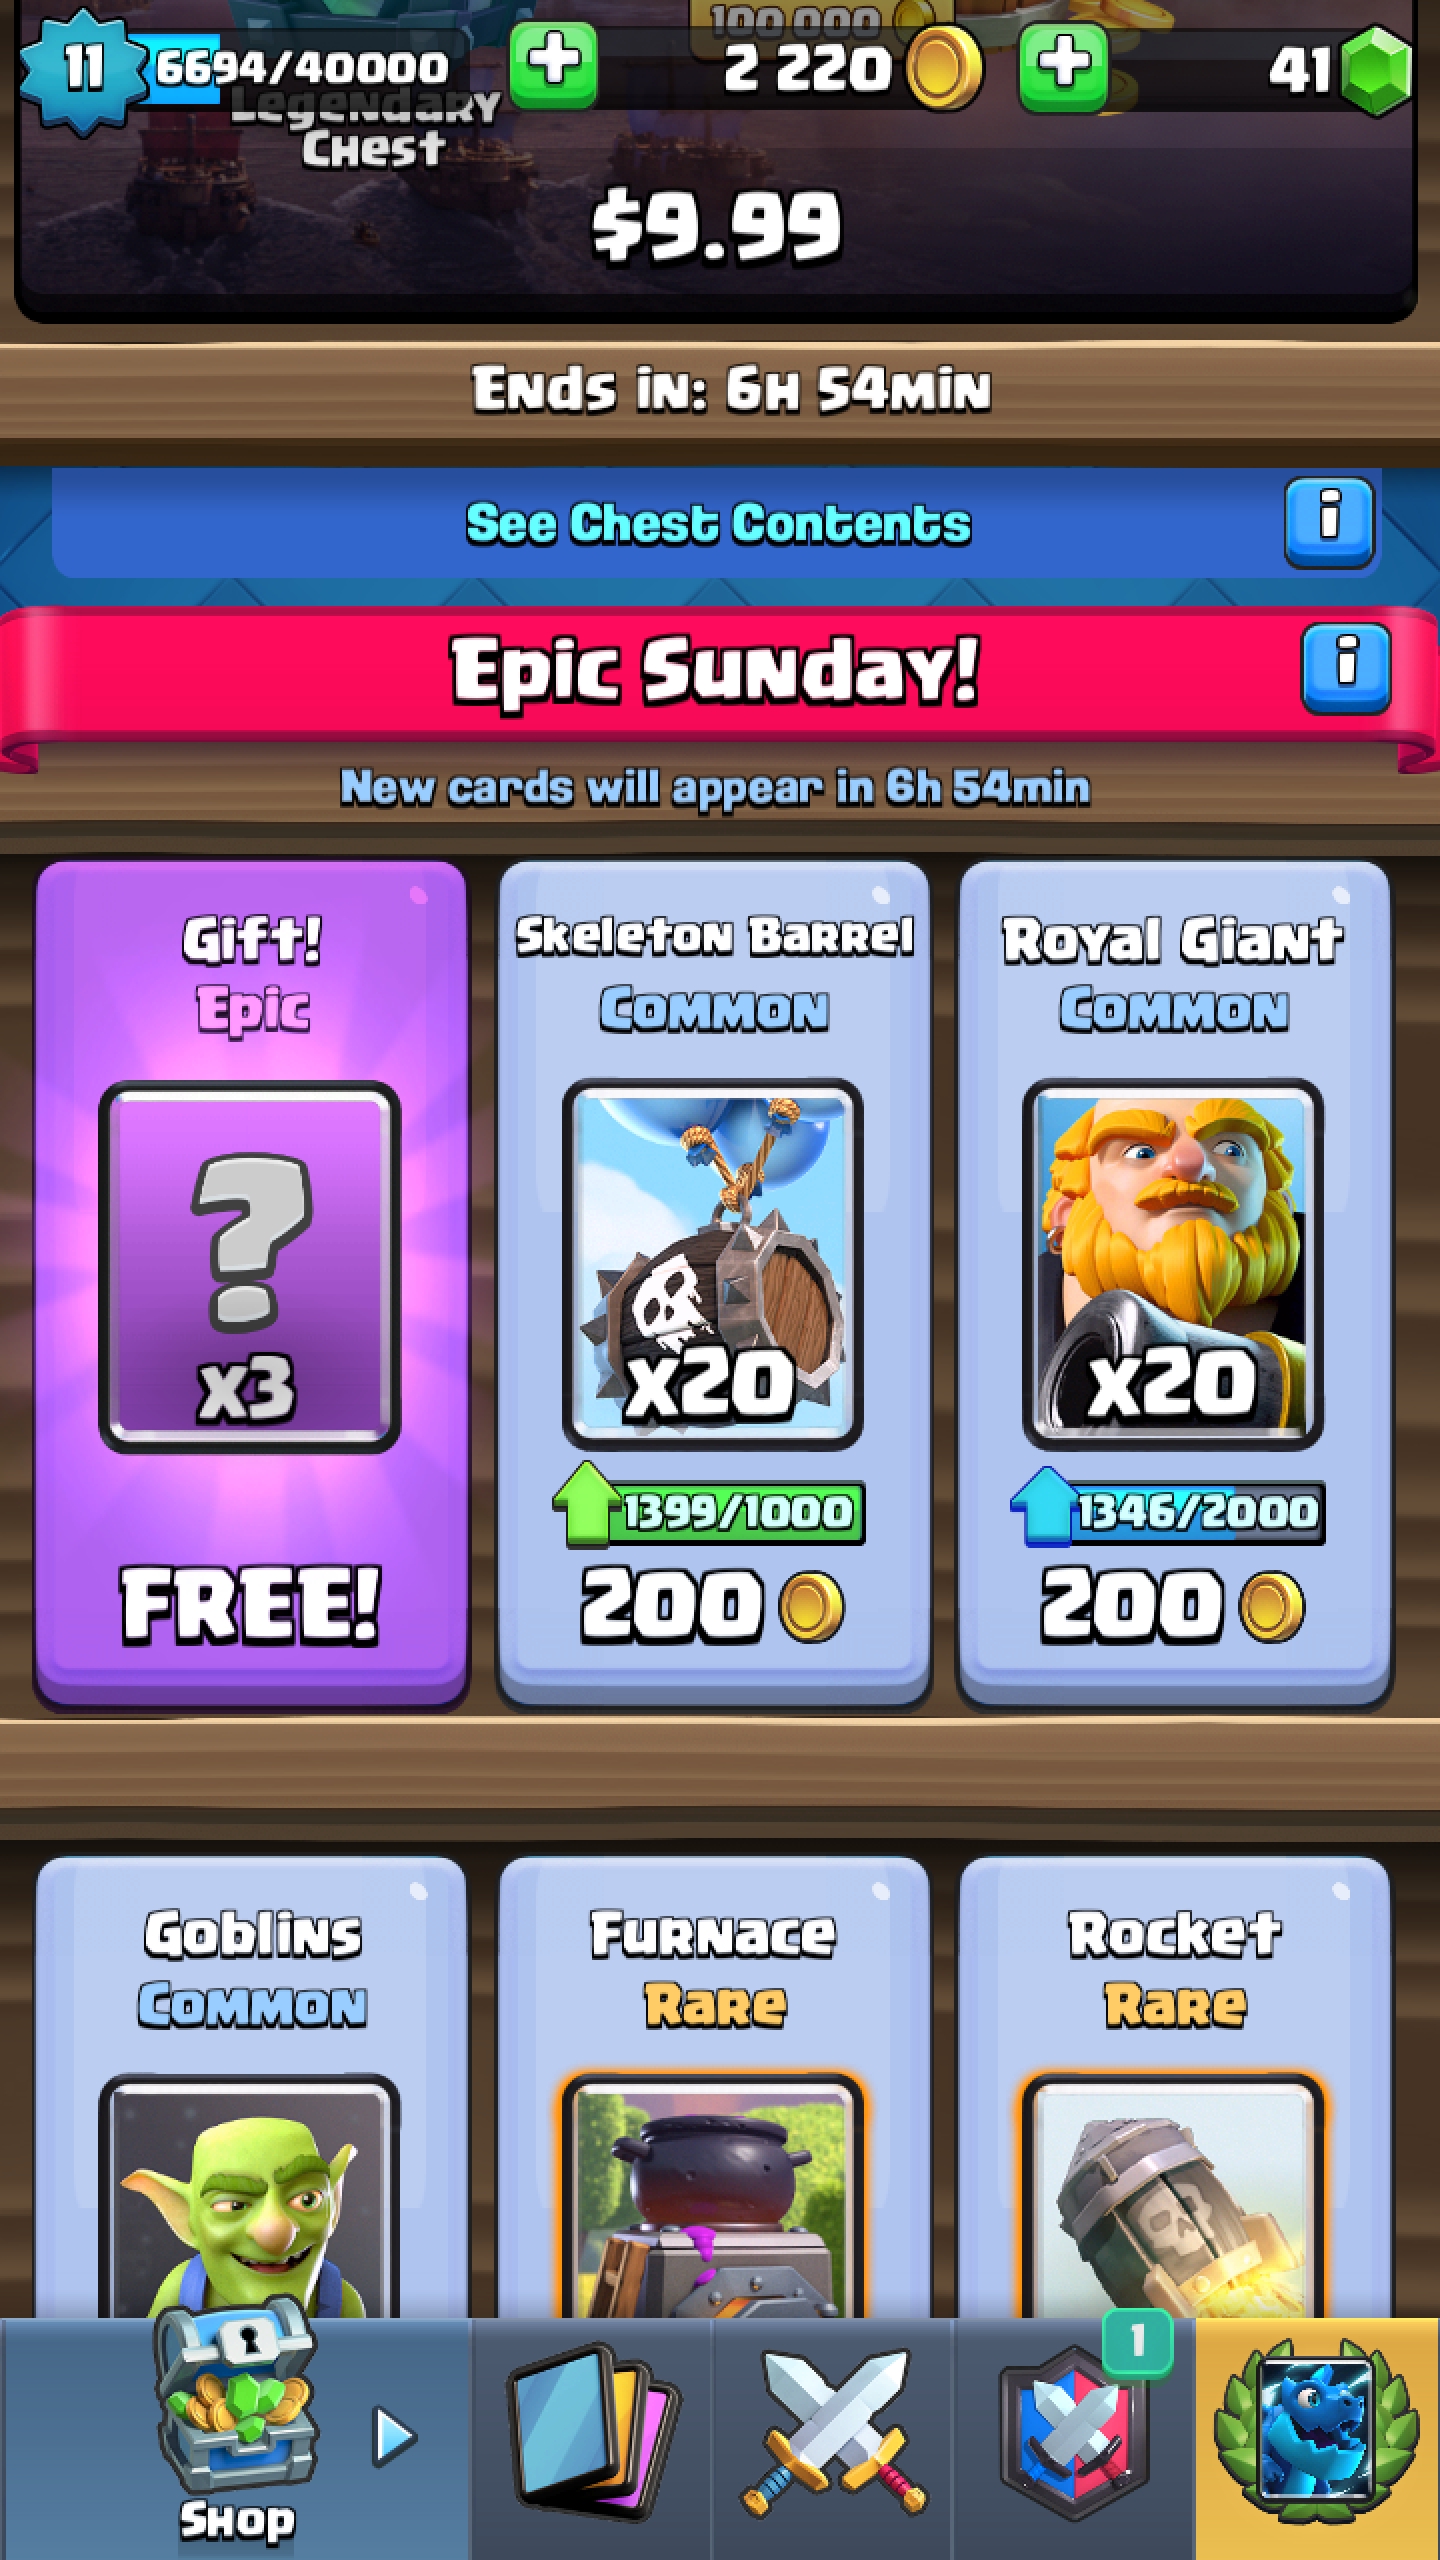 100 000
11
6694/40000
2 220
41
Legendary
Chest
$9.99
Ends in: 6h 54min
See Chest Contents
i
Epic Sunday!
i
New cards will appear in 6h 54min
Gift!
Epic
?
x3
FREE!
Skeleton Barrel
Common
x20
1399/1000
200
Royal Giant
Common
x20
1346/2000
200
Goblins
Common
Furnace
Rare
Rocket
Rare
Shop
1